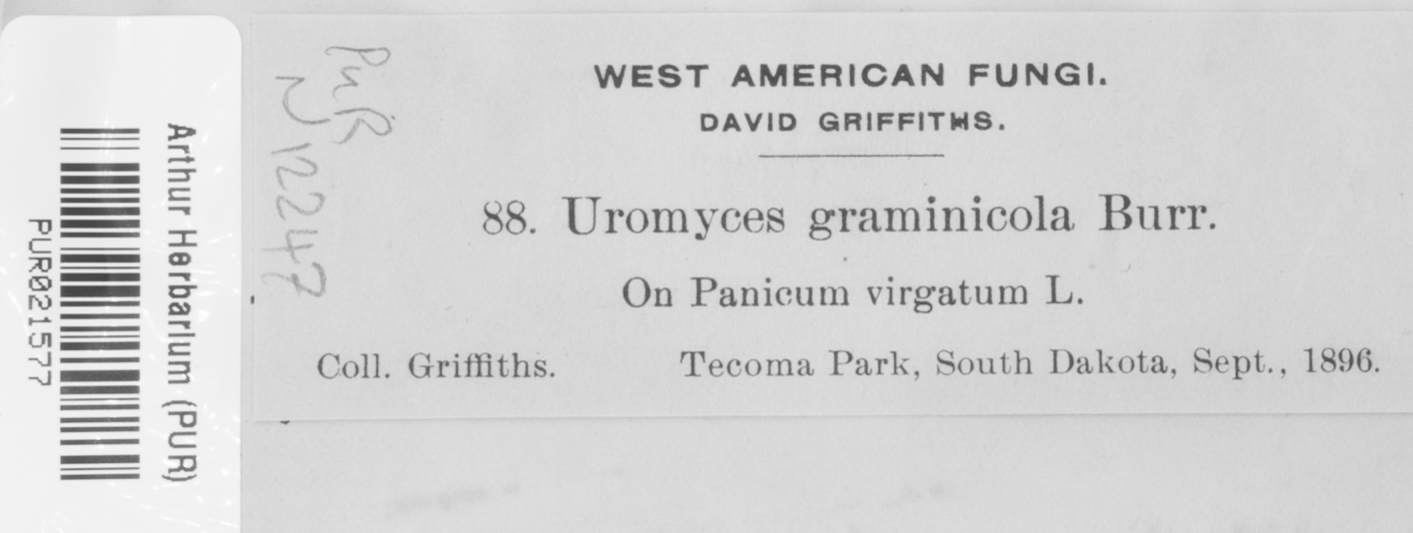 Arthur Herbarium (PUR)
PUR021577
PUR
N12247
WEST AMERICAN FUNGI.
DAVID GRIFFITHS.
88. Uromyces graminicola Burr.
On Panicum virgatum L.
Coll. Griffiths. Tecoma Park, South Dakota, Sept., 1896.